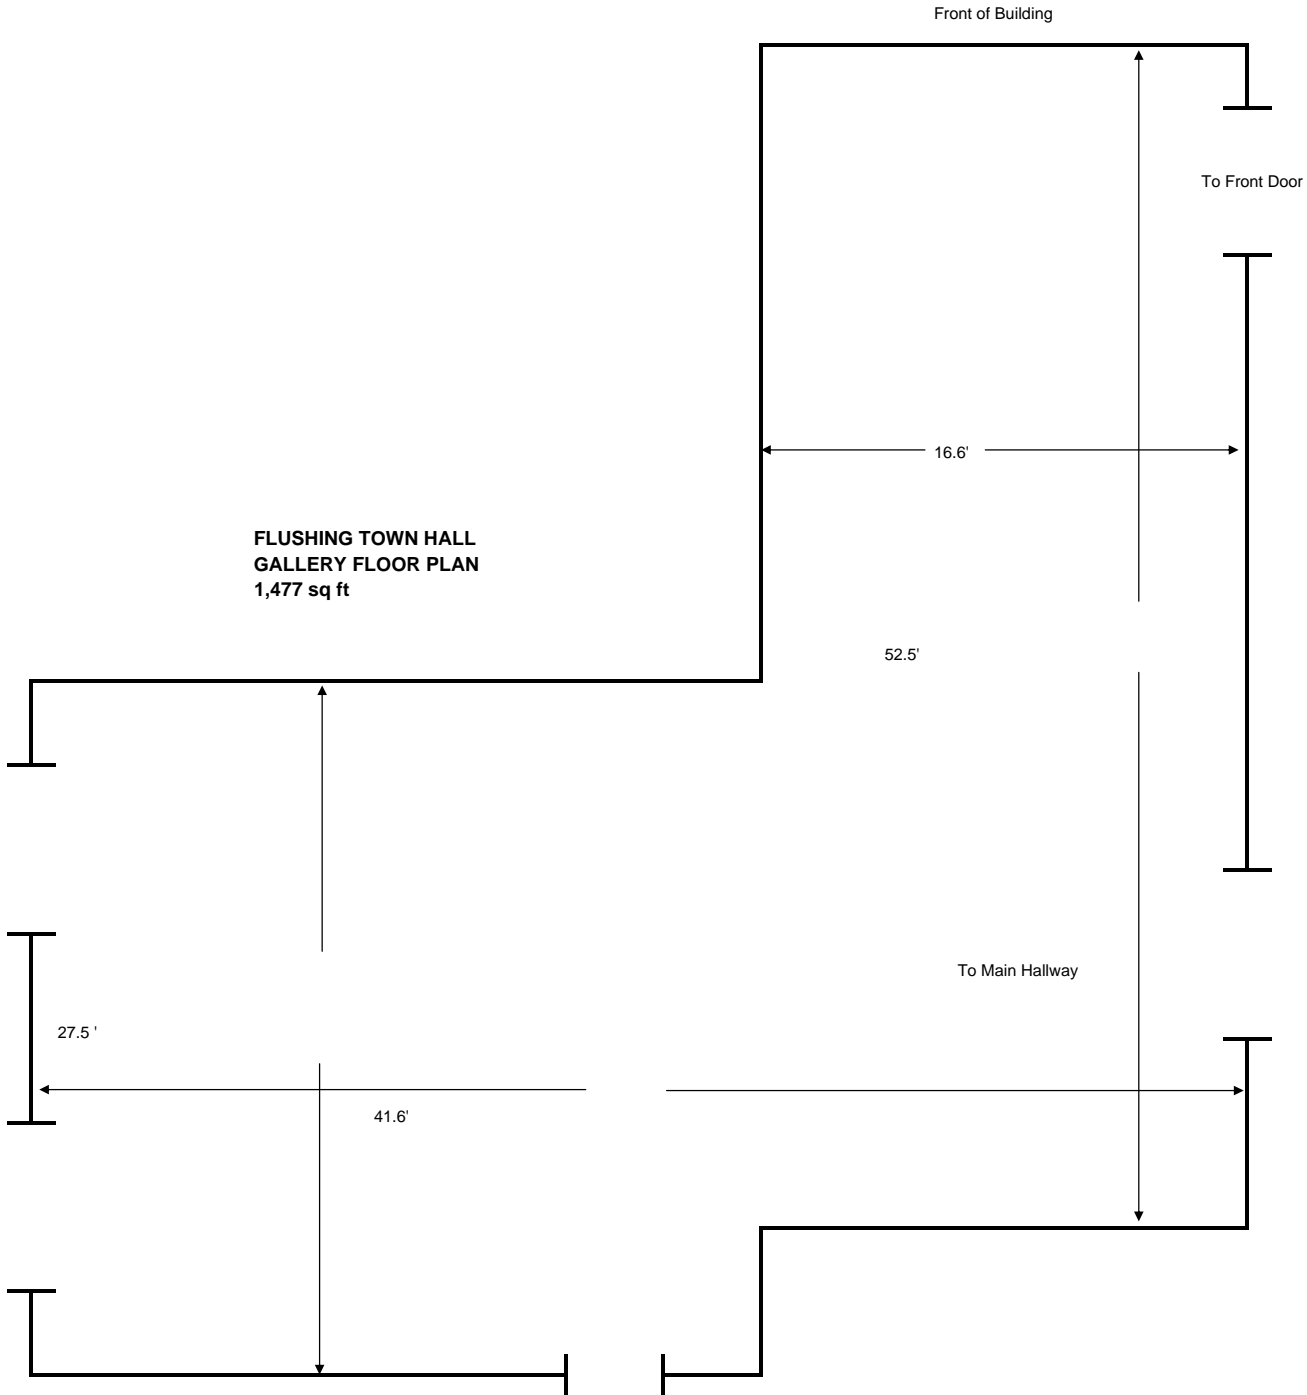 Front of Building
To Front Door
16.6'
FLUSHING TOWN HALL
GALLERY FLOOR PLAN
1,477 sq ft
52.5'
To Main Hallway
27.5 '
41.6'